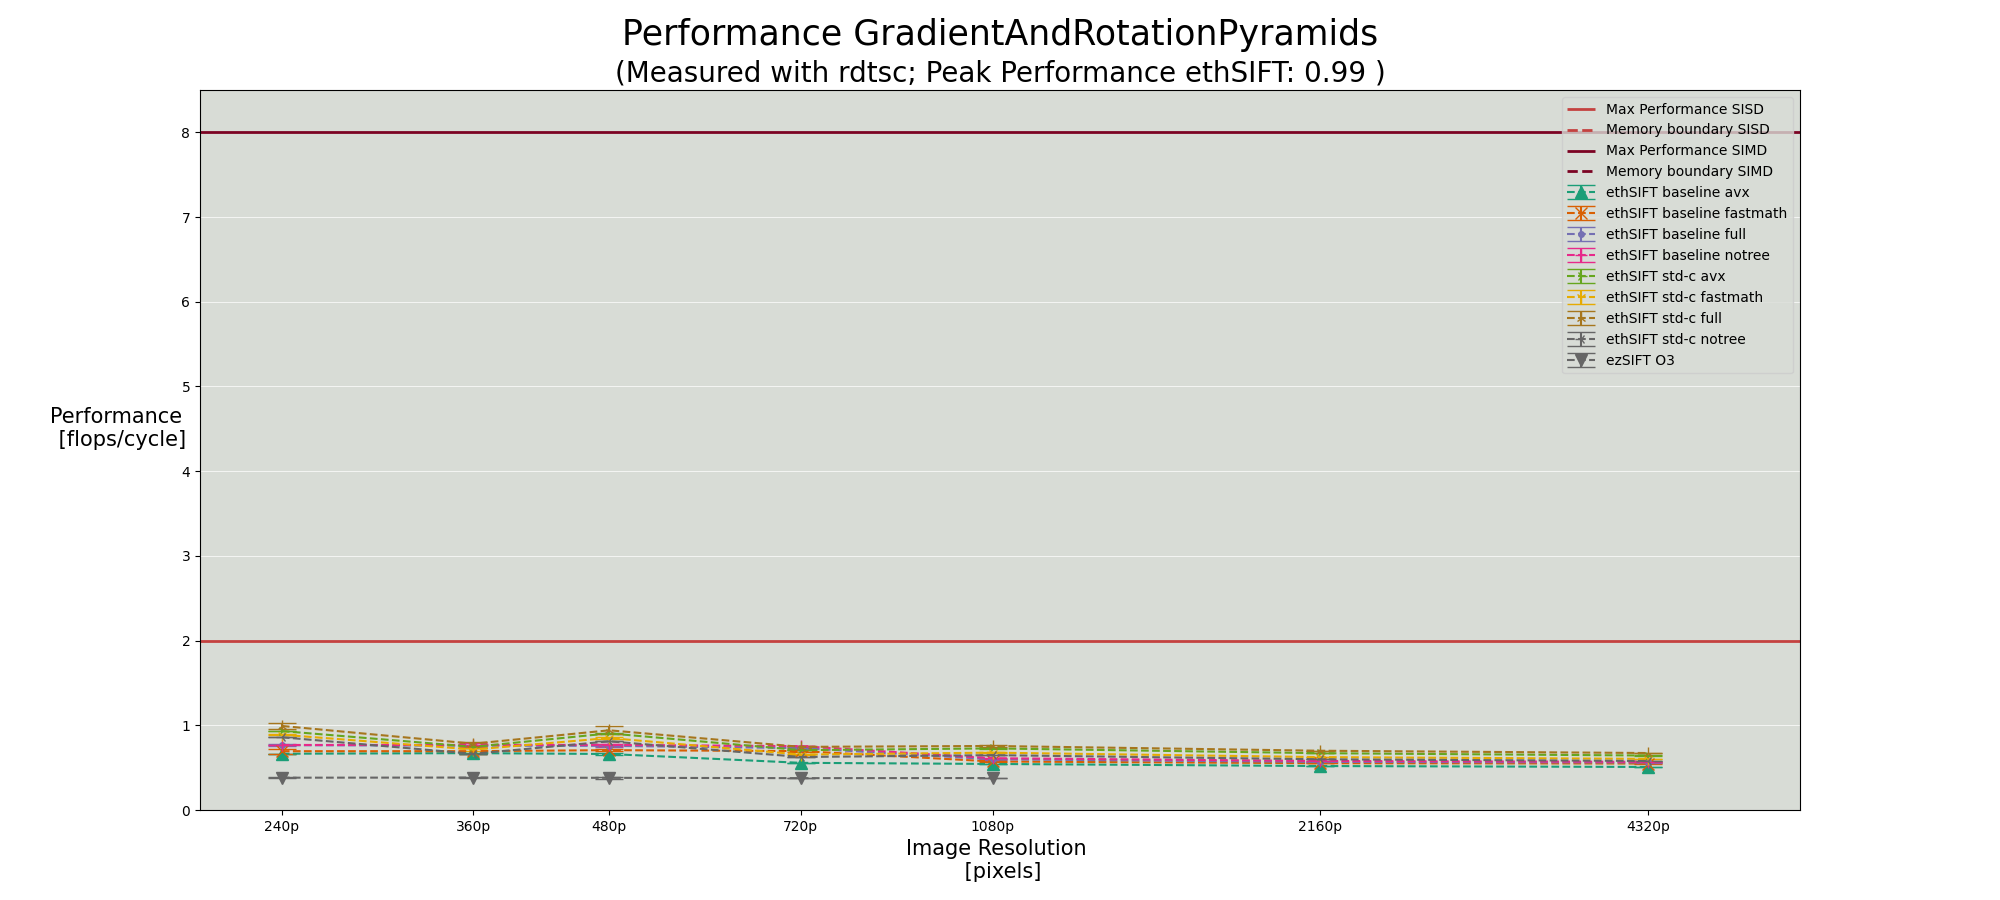 Performance GradientAndRotationPyramids
(Measured with rdtsc; Peak Performance ethSIFT: 0.99 )
Max Performance SISD
Memory boundary SISD
Max Performance SIMD
Memory boundary SIMD
ethSIFT baseline avx
ethSIFT baseline fastmath
ethSIFT baseline full
ethSIFT baseline notree
ethSIFT std-c avx
ethSIFT std-c fastmath
ethSIFT std-c full
ethSIFT std-c notree
ezSIFT O3
Performance
[flops/cycle]
8
7
6
5
4
3
2
1
0
240p 360p 480p 720p 1080p 2160p 4320p
Image Resolution
[pixels]